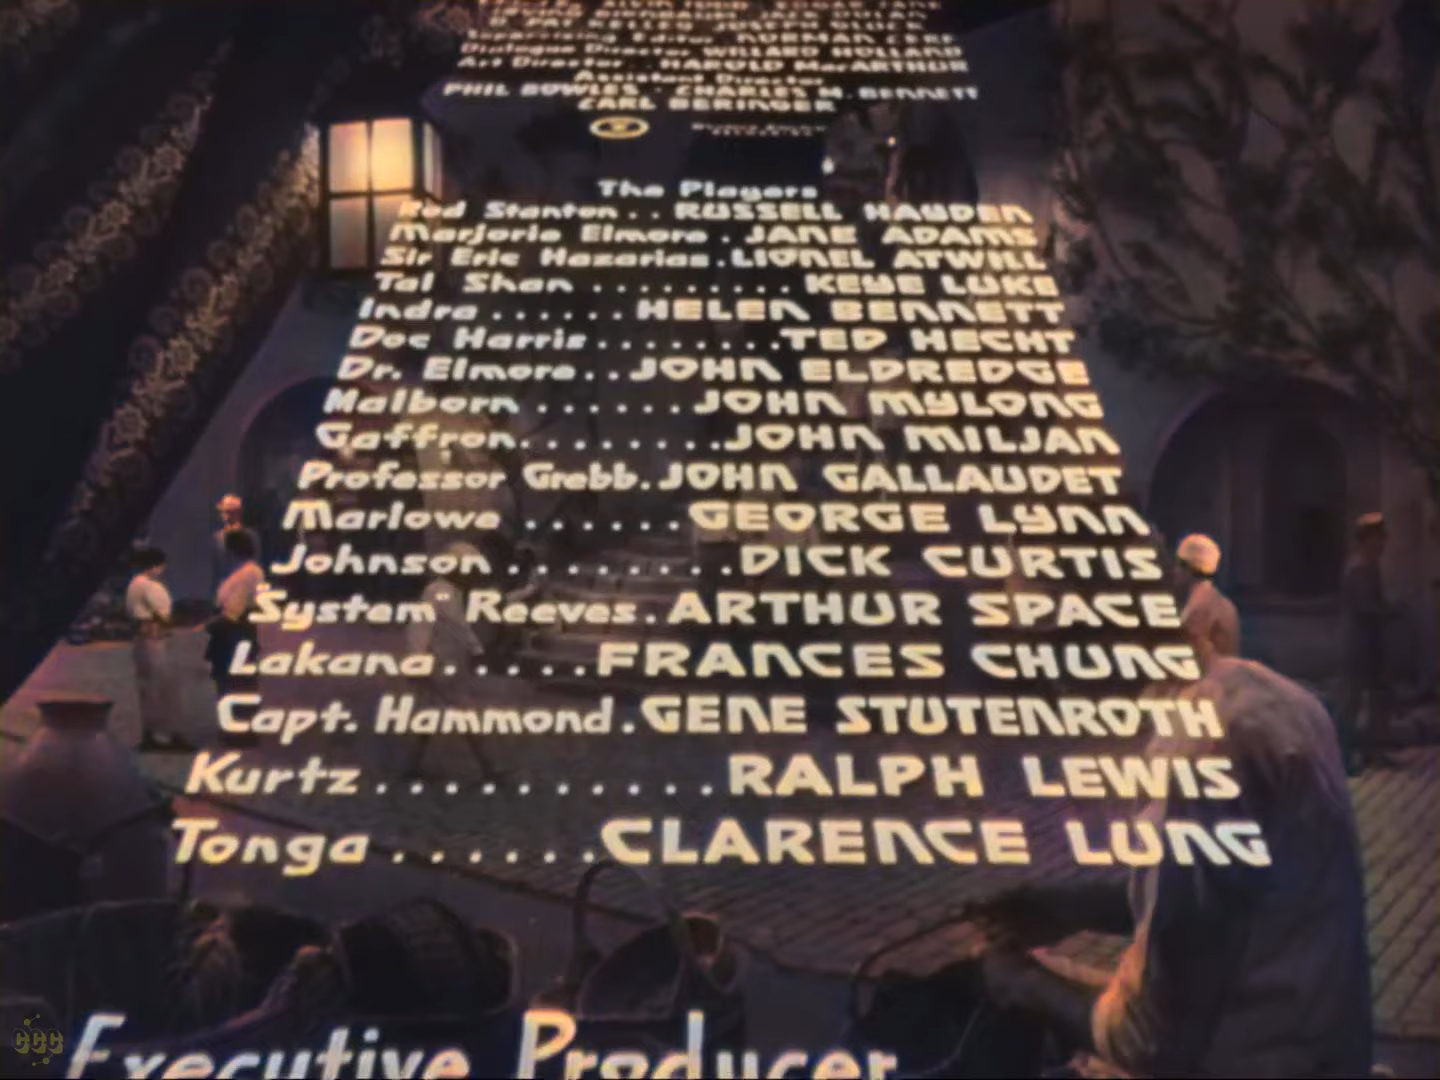 Supervising Editor .. NORMAN CERF
Dialogue Director .. WILLARD HOLLAND
Art Director .. HAROLD MacARTHUR
Assistant Director
PHIL BOWLES . CHARLES M. BENNETT
CARL BERINGER
The Players
Rod Stanton .. RUSSELL HAYDEN
Marjorie Elmore . JANE ADAMS
Sir Eric Hazarias . LIONEL ATWILL
Tal Shan ......... KEYE LUKE
Indra ...... HELEN BENNETT
Doc Harris ........ TED HECHT
Dr. Elmore .. JOHN ELDREDGE
Malborn ....... JOHN MYLONG
Gaffron ......... JOHN MILJAN
Professor Grebb . JOHN GALLAUDET
Marlowe ....... GEORGE LYNN
Johnson ......... DICK CURTIS
"System" Reeves . ARTHUR SPACE
Lakana ...... FRANCES CHUNG
Capt. Hammond . GENE STUTENROTH
Kurtz ........... RALPH LEWIS
Tonga ....... CLARENCE LUNG
Executive Producer
CCC